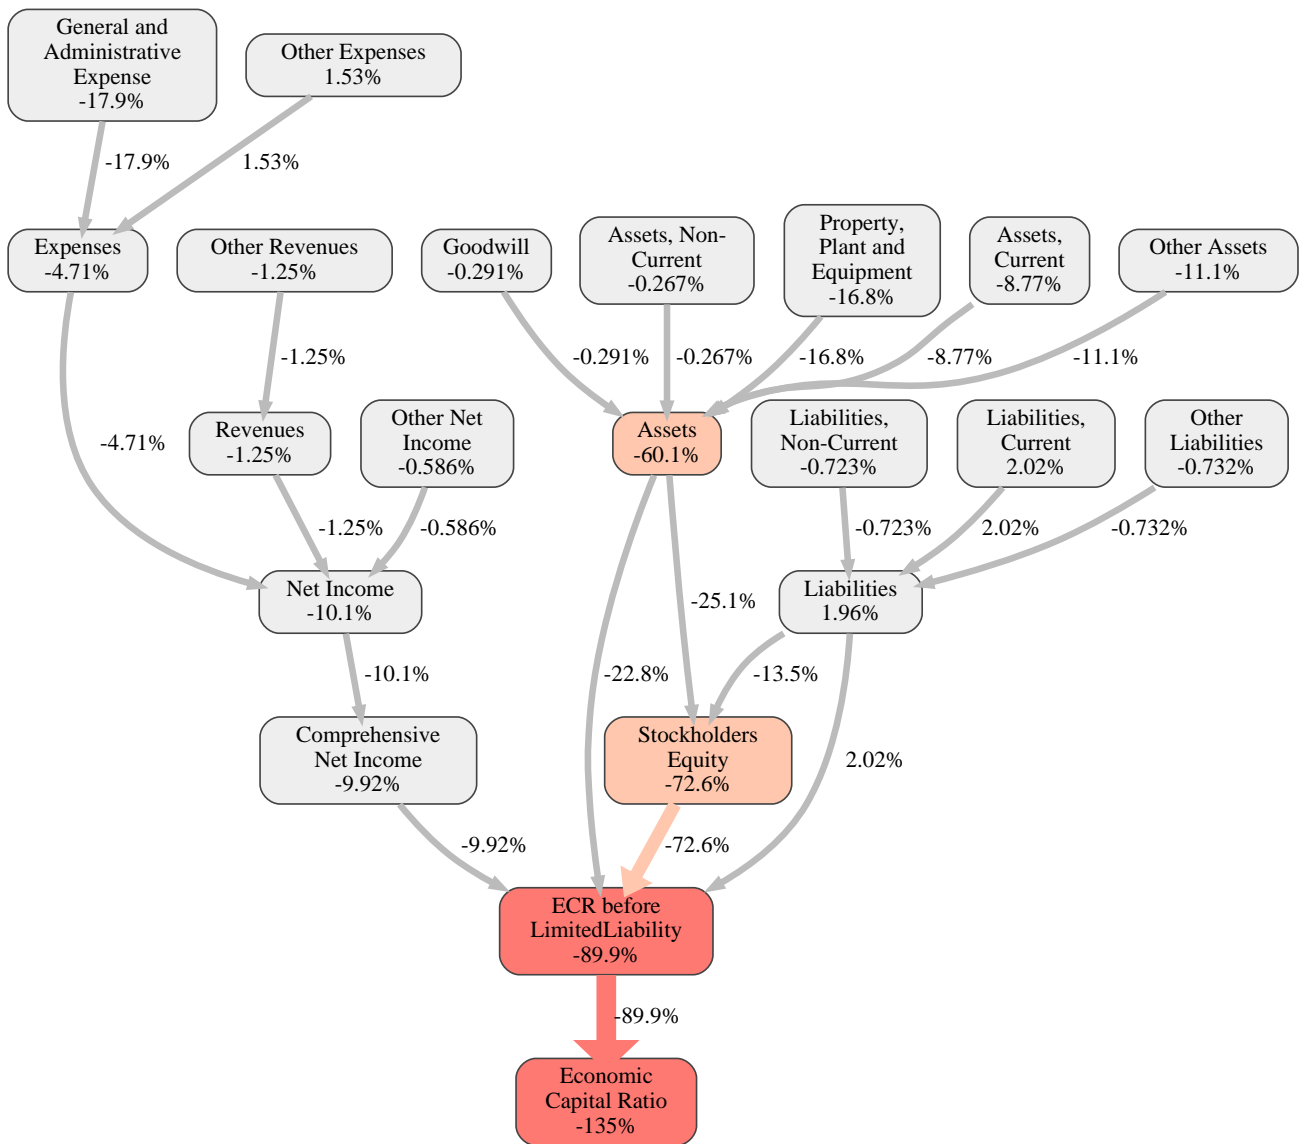 General and
Administrative
Expense
-17.9%
Other Expenses
1.53%
-17.9%
1.53%
Expenses
-4.71%
Other Revenues
-1.25%
Goodwill
-0.291%
Assets, Non-
Current
-0.267%
Property,
Plant and
Equipment
-16.8%
Assets,
Current
-8.77%
Other Assets
-11.1%
-1.25%
-0.291%
-0.267%
-16.8%
-8.77%
-11.1%
-4.71%
Revenues
-1.25%
Other Net
Income
-0.586%
Assets
-60.1%
Liabilities,
Non-Current
-0.723%
Liabilities,
Current
2.02%
Other
Liabilities
-0.732%
-1.25%
-0.586%
-0.723%
2.02%
-0.732%
Net Income
-10.1%
-25.1%
Liabilities
1.96%
-10.1%
-22.8%
-13.5%
Comprehensive
Net Income
-9.92%
Stockholders
Equity
-72.6%
2.02%
-9.92%
-72.6%
ECR before
LimitedLiability
-89.9%
-89.9%
Economic
Capital Ratio
-135%